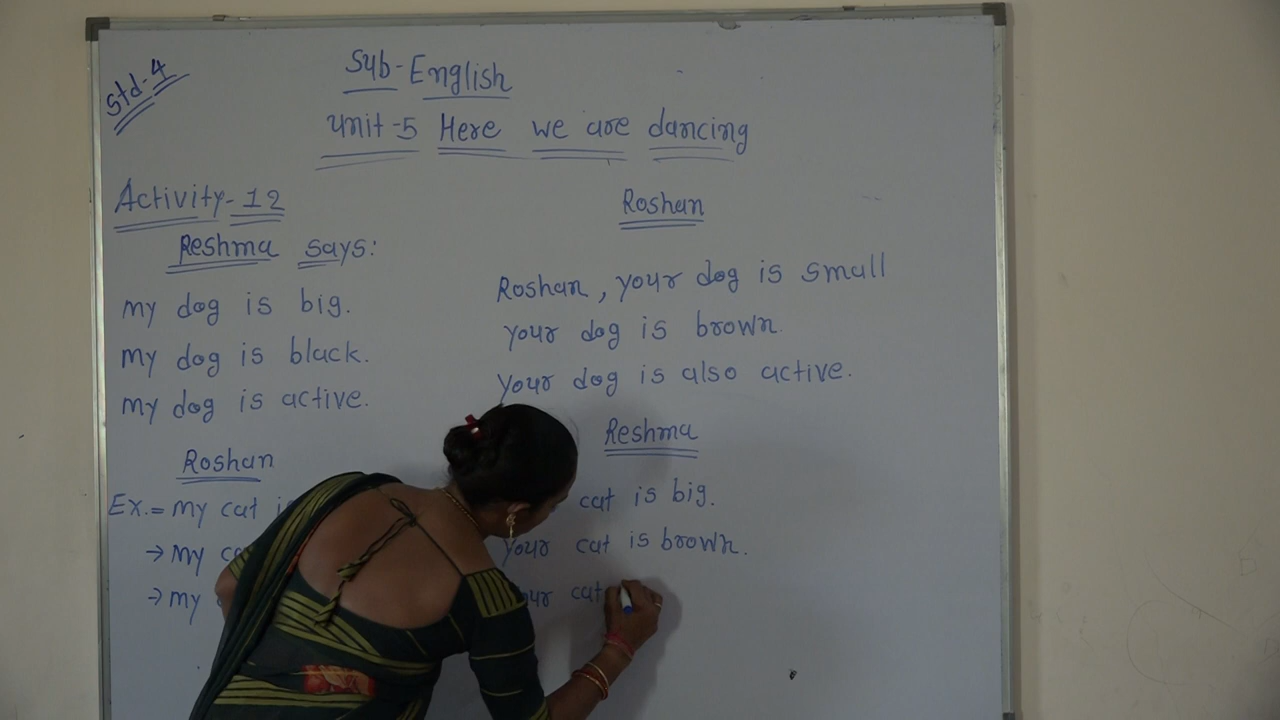 Std-4
Sub-English
Unit-5 Here we are dancing
Activity-12
Reshma says:
My dog is big.
My dog is black.
My dog is active.
Roshan
Ex.= My cat i
→ My c
→ My
Roshan
Roshan, your dog is small
your dog is brown.
Your dog is also active.
Reshma
cat is big.
Your cat is brown.
ur cat